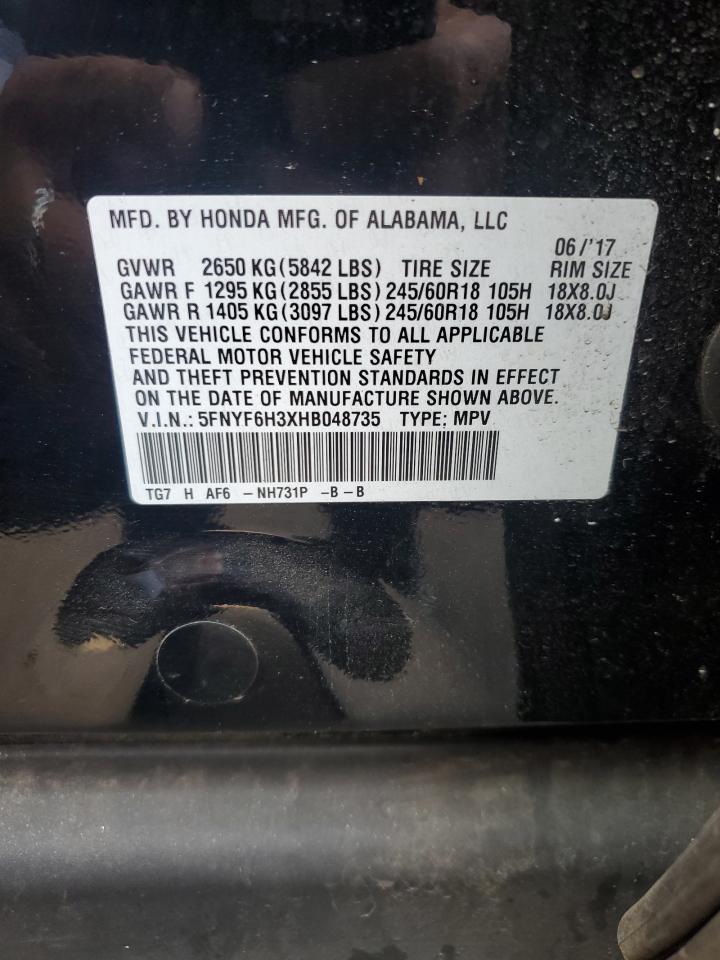 MFD. BY HONDA MFG. OF ALABAMA, LLC
06/'17
GVWR 2650 KG(5842 LBS) TIRE SIZE RIM SIZE
GAWR F 1295 KG(2855 LBS) 245/60R18 105H 18X8.0J
GAWR R 1405 KG(3097 LBS) 245/60R18 105H 18X8.0J
THIS VEHICLE CONFORMS TO ALL APPLICABLE
FEDERAL MOTOR VEHICLE SAFETY
AND THEFT PREVENTION STANDARDS IN EFFECT
ON THE DATE OF MANUFACTURE SHOWN ABOVE.
V.I.N.: 5FNYF6H3XHB048735 TYPE: MPV
TG7 H AF6 -NH731P -B-B